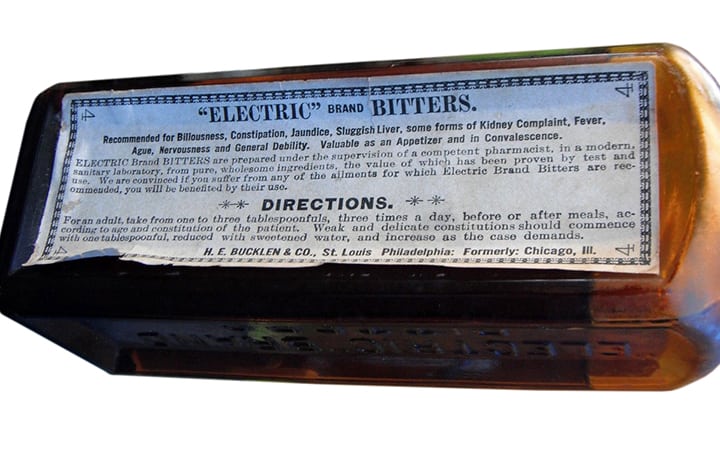 "ELECTRIC" BRAND BITTERS.
Recommended for Biliousness, Constipation, Jaundice, Sluggish Liver, some forms of Kidney Complaint, Fever,
Ague, Nervousness and General Debility. Valuable as an Appetizer and in Convalescence.
ELECTRIC Brand BITTERS are prepared under the supervision of a competent pharmacist, in a modern,
sanitary laboratory, from pure, wholesome ingredients, the value of which has been proven by test and
use. We are convinced if you suffer from any of the ailments for which Electric Brand Bitters are rec-
ommended, you will be benefited by their use.
DIRECTIONS.
For an adult, take from one to three tablespoonfuls, three times a day, before or after meals, ac-
cording to age and constitution of the patient. Weak and delicate constitutions should commence
with one tablespoonful, reduced with sweetened water, and increase as the case demands.
H. E. BUCKLEN & CO., St. Louis Philadelphia: Formerly: Chicago, Ill.
4
4
4
4
ELECTRIC BRAND